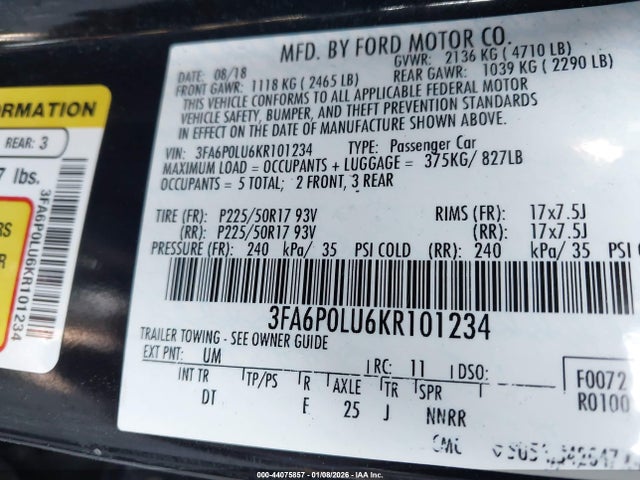 ORMATION
REAR: 3
7 lbs.
RS
R
3FA6P0LU6KR101234
MFD. BY FORD MOTOR CO.
DATE: 08/18 GVWR: 2136 KG ( 4710 LB)
FRONT GAWR: 1118 KG ( 2465 LB) REAR GAWR: 1039 KG ( 2290 LB)
THIS VEHICLE CONFORMS TO ALL APPLICABLE FEDERAL MOTOR
VEHICLE SAFETY, BUMPER, AND THEFT PREVENTION STANDARDS
IN EFFECT ON THE DATE OF MANUFACTURE SHOWN ABOVE.
VIN: 3FA6P0LU6KR101234 TYPE: Passenger Car
MAXIMUM LOAD = OCCUPANTS + LUGGAGE = 375KG/ 827LB
OCCUPANTS = 5 TOTAL; 2 FRONT, 3 REAR
TIRE (FR): P225/50R17 93V RIMS (FR): 17x7.5J
(RR): P225/50R17 93V (RR): 17x7.5J
PRESSURE (FR): 240 kPa/ 35 PSI COLD (RR): 240 kPa/ 35 PSI
3FA6P0LU6KR101234
TRAILER TOWING - SEE OWNER GUIDE
EXT PNT: UM RC: 11 DSO: F0072
INT TR TP/PS R AXLE TR SPR R0100
DT F 25 J NNRR
000-44075857 - 01/08/2026 - IAAI, Inc.